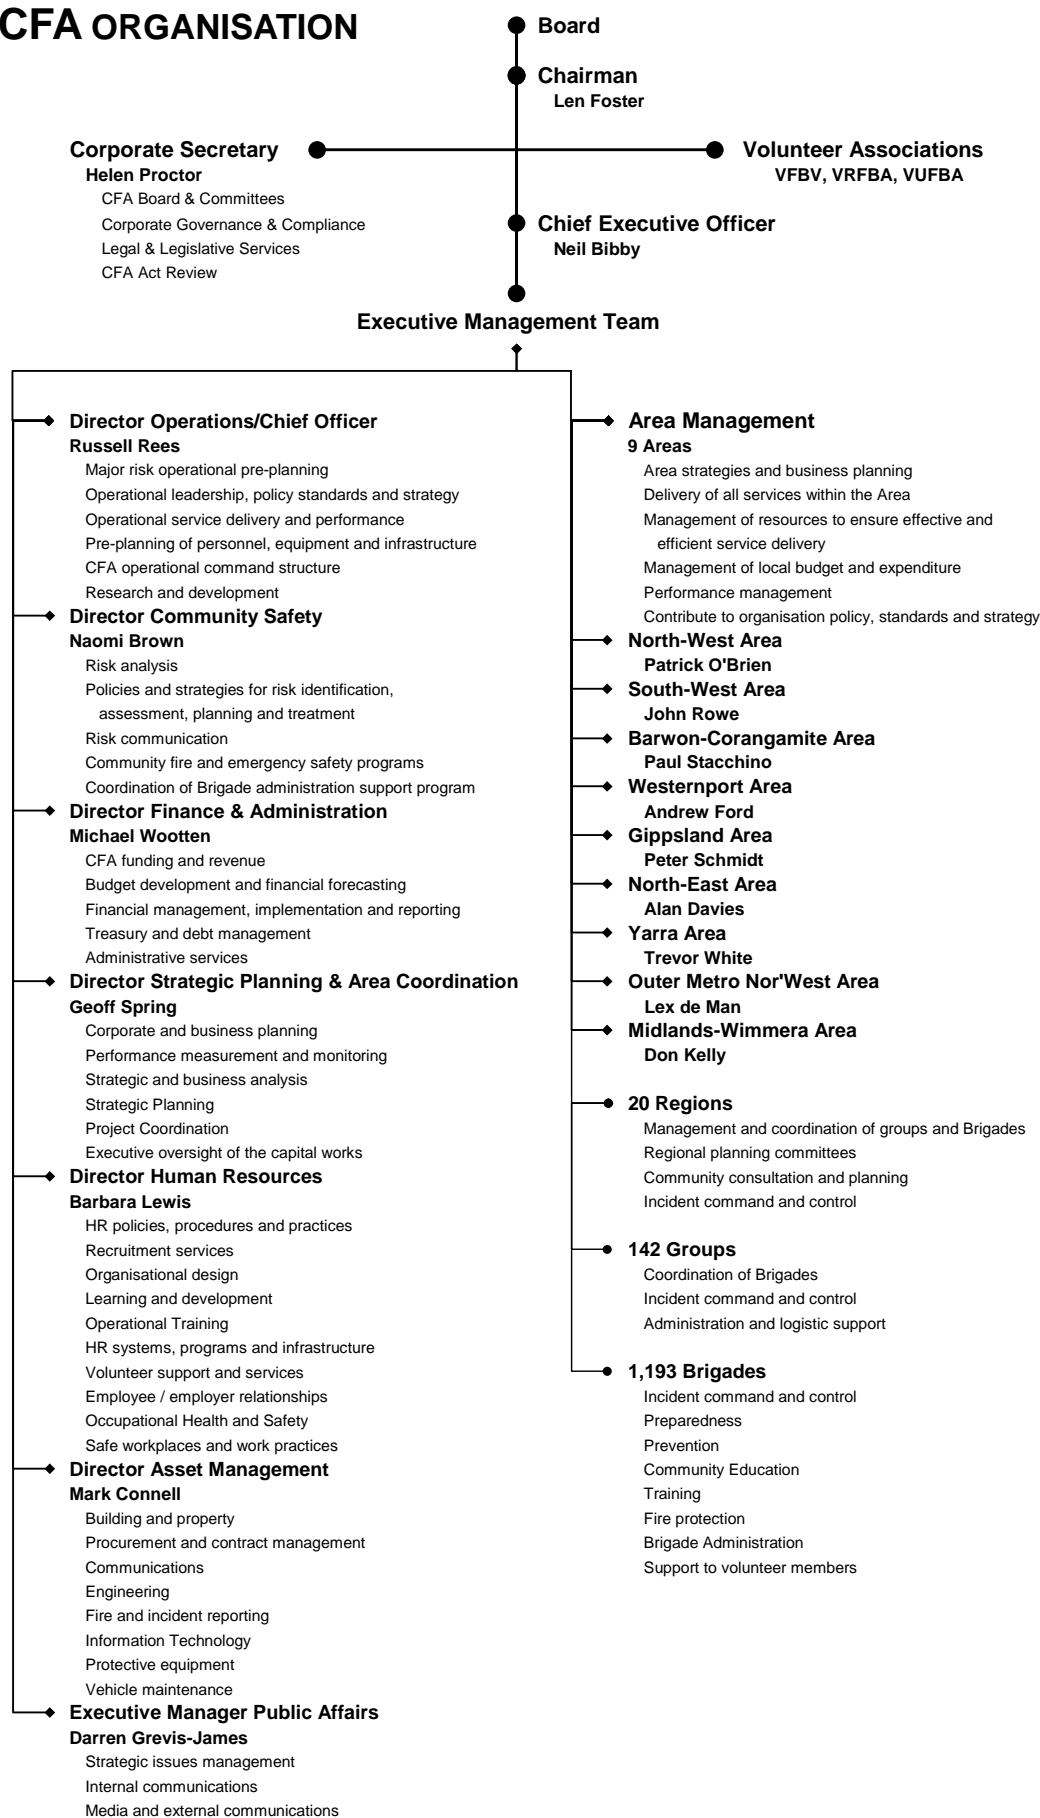 CFA ORGANISATION
Board
Chairman
Len Foster
Corporate Secretary
Helen Proctor
CFA Board & Committees
Corporate Governance & Compliance
Legal & Legislative Services
CFA Act Review
Volunteer Associations
VFBV, VRFBA, VUFBA
Chief Executive Officer
Neil Bibby
Executive Management Team
Director Operations/Chief Officer
Russell Rees
Major risk operational pre-planning
Operational leadership, policy standards and strategy
Operational service delivery and performance
Pre-planning of personnel, equipment and infrastructure
CFA operational command structure
Research and development
Director Community Safety
Naomi Brown
Risk analysis
Policies and strategies for risk identification,
assessment, planning and treatment
Risk communication
Community fire and emergency safety programs
Coordination of Brigade administration support program
Director Finance & Administration
Michael Wootten
CFA funding and revenue
Budget development and financial forecasting
Financial management, implementation and reporting
Treasury and debt management
Administrative services
Director Strategic Planning & Area Coordination
Geoff Spring
Corporate and business planning
Performance measurement and monitoring
Strategic and business analysis
Strategic Planning
Project Coordination
Executive oversight of the capital works
Director Human Resources
Barbara Lewis
HR policies, procedures and practices
Recruitment services
Organisational design
Learning and development
Operational Training
HR systems, programs and infrastructure
Volunteer support and services
Employee / employer relationships
Occupational Health and Safety
Safe workplaces and work practices
Director Asset Management
Mark Connell
Building and property
Procurement and contract management
Communications
Engineering
Fire and incident reporting
Information Technology
Protective equipment
Vehicle maintenance
Executive Manager Public Affairs
Darren Grevis-James
Strategic issues management
Internal communications
Media and external communications
Area Management
9 Areas
Area strategies and business planning
Delivery of all services within the Area
Management of resources to ensure effective and
efficient service delivery
Management of local budget and expenditure
Performance management
Contribute to organisation policy, standards and strategy
North-West Area
Patrick O'Brien
South-West Area
John Rowe
Barwon-Corangamite Area
Paul Stacchino
Westernport Area
Andrew Ford
Gippsland Area
Peter Schmidt
North-East Area
Alan Davies
Yarra Area
Trevor White
Outer Metro Nor'West Area
Lex de Man
Midlands-Wimmera Area
Don Kelly
20 Regions
Management and coordination of groups and Brigades
Regional planning committees
Community consultation and planning
Incident command and control
142 Groups
Coordination of Brigades
Incident command and control
Administration and logistic support
1,193 Brigades
Incident command and control
Preparedness
Prevention
Community Education
Training
Fire protection
Brigade Administration
Support to volunteer members